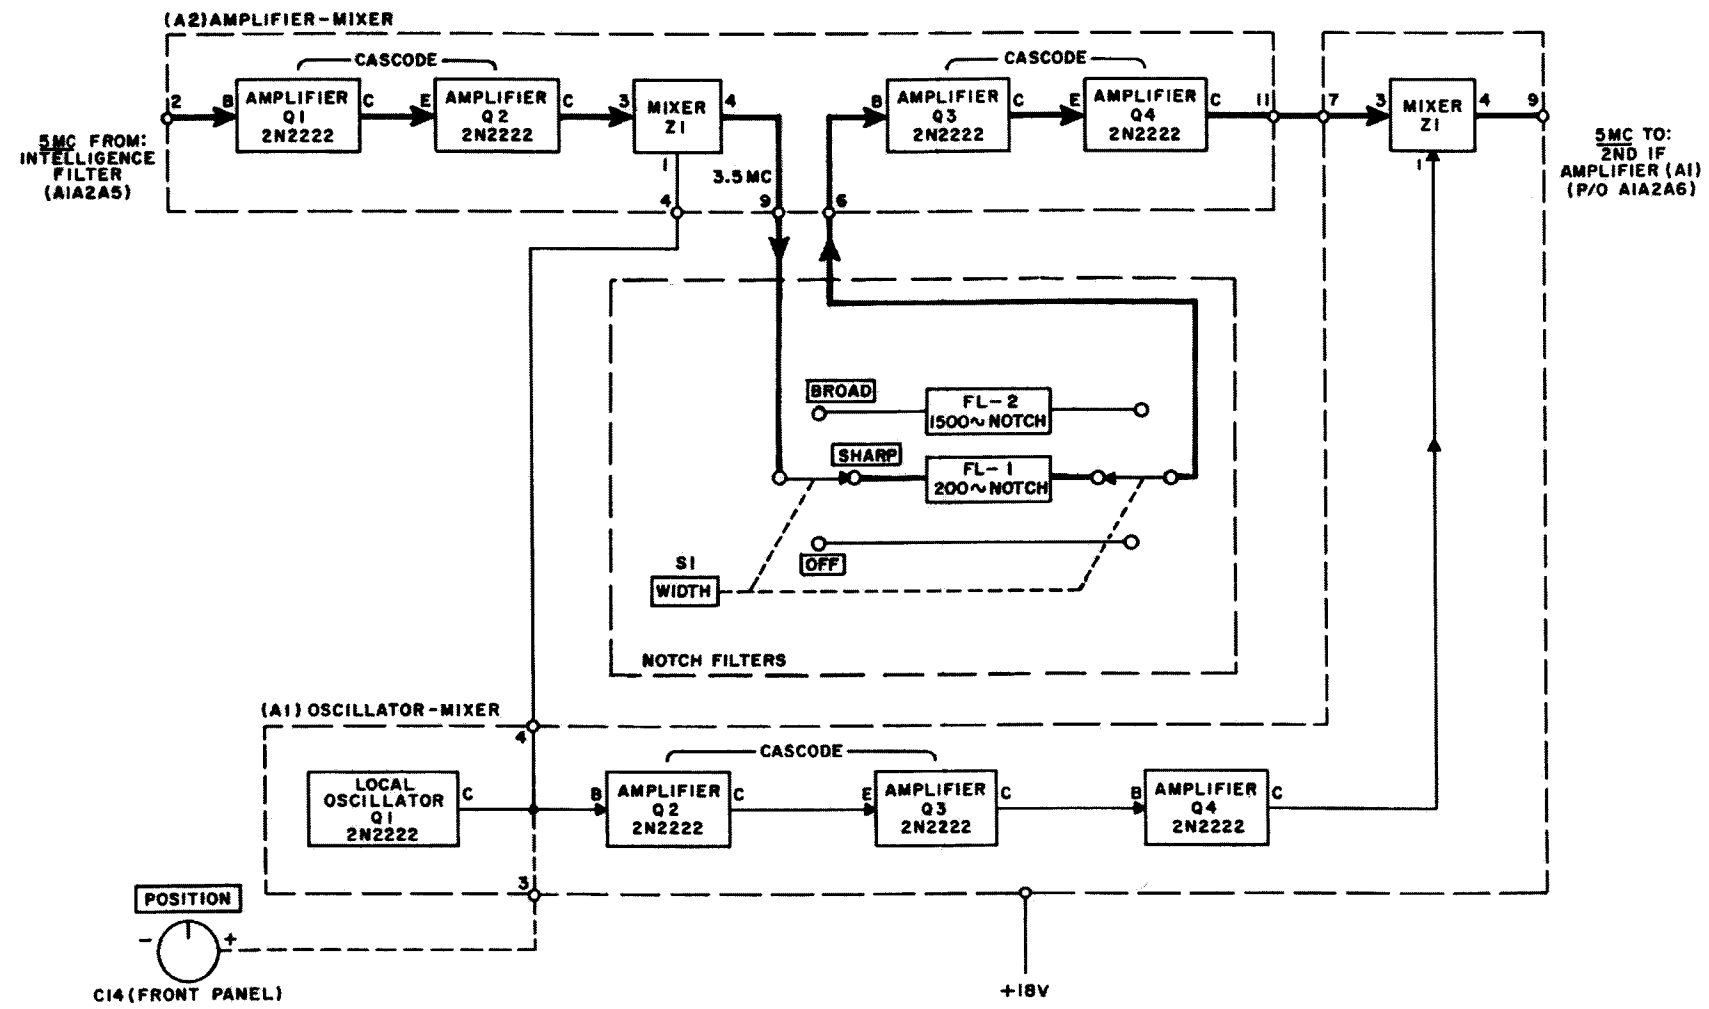 (A2) AMPLIFIER-MIXER
CASCODE
CASCODE
2
B
AMPLIFIER
Q1
2N2222
C
E
AMPLIFIER
Q2
2N2222
C
3
MIXER
Z1
4
1
B
AMPLIFIER
Q3
2N2222
C
E
AMPLIFIER
Q4
2N2222
C
11
7
3
MIXER
Z1
4
1
9
5MC FROM:
INTELLIGENCE
FILTER
(A1A2A5)
3.5MC
4
9
6
5MC TO:
2ND IF
AMPLIFIER (A1)
(P/O A1A2A6)
BROAD
FL-2
1500~NOTCH
SHARP
FL-1
200~NOTCH
OFF
S1
WIDTH
NOTCH FILTERS
(A1) OSCILLATOR-MIXER
4
CASCODE
LOCAL
OSCILLATOR
Q1
2N2222
C
B
AMPLIFIER
Q2
2N2222
C
E
AMPLIFIER
Q3
2N2222
C
B
AMPLIFIER
Q4
2N2222
C
3
POSITION
- +
C14 (FRONT PANEL)
+18V